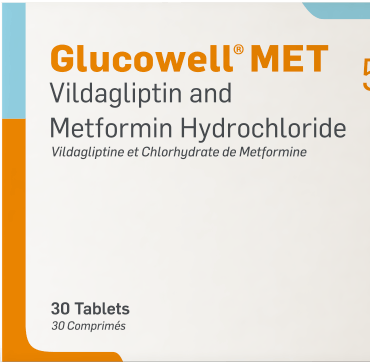 Glucowell® MET
Vildagliptin and
Metformin Hydrochloride
Vildagliptine et Chlorhydrate de Metformine
30 Tablets
30 Comprimés